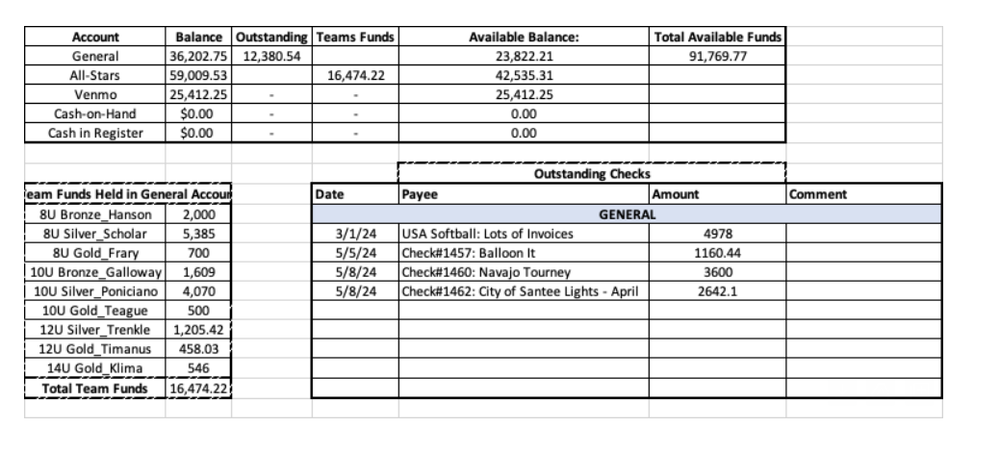 Account Balance Outstanding Teams Funds Available Balance: Total Available Funds
General 36,202.75 12,380.54 23,822.21 91,769.77
All-Stars 59,009.53 16,474.22 42,535.31
Venmo 25,412.25 - - 25,412.25
Cash-on-Hand $0.00 - - 0.00
Cash in Register $0.00 - - 0.00
Outstanding Checks
eam Funds Held in General Accour Date Payee Amount Comment
8U Bronze_Hanson 2,000 GENERAL
8U Silver_Scholar 5,385 3/1/24 USA Softball: Lots of Invoices 4978
8U Gold_Frary 700 5/5/24 Check#1457: Balloon It 1160.44
10U Bronze_Galloway 1,609 5/8/24 Check#1460: Navajo Tourney 3600
10U Silver_Poniciano 4,070 5/8/24 Check#1462: City of Santee Lights - April 2642.1
10U Gold_Teague 500
12U Silver_Trenkle 1,205.42
12U Gold_Timanus 458.03
14U Gold_Klima 546
Total Team Funds 16,474.22